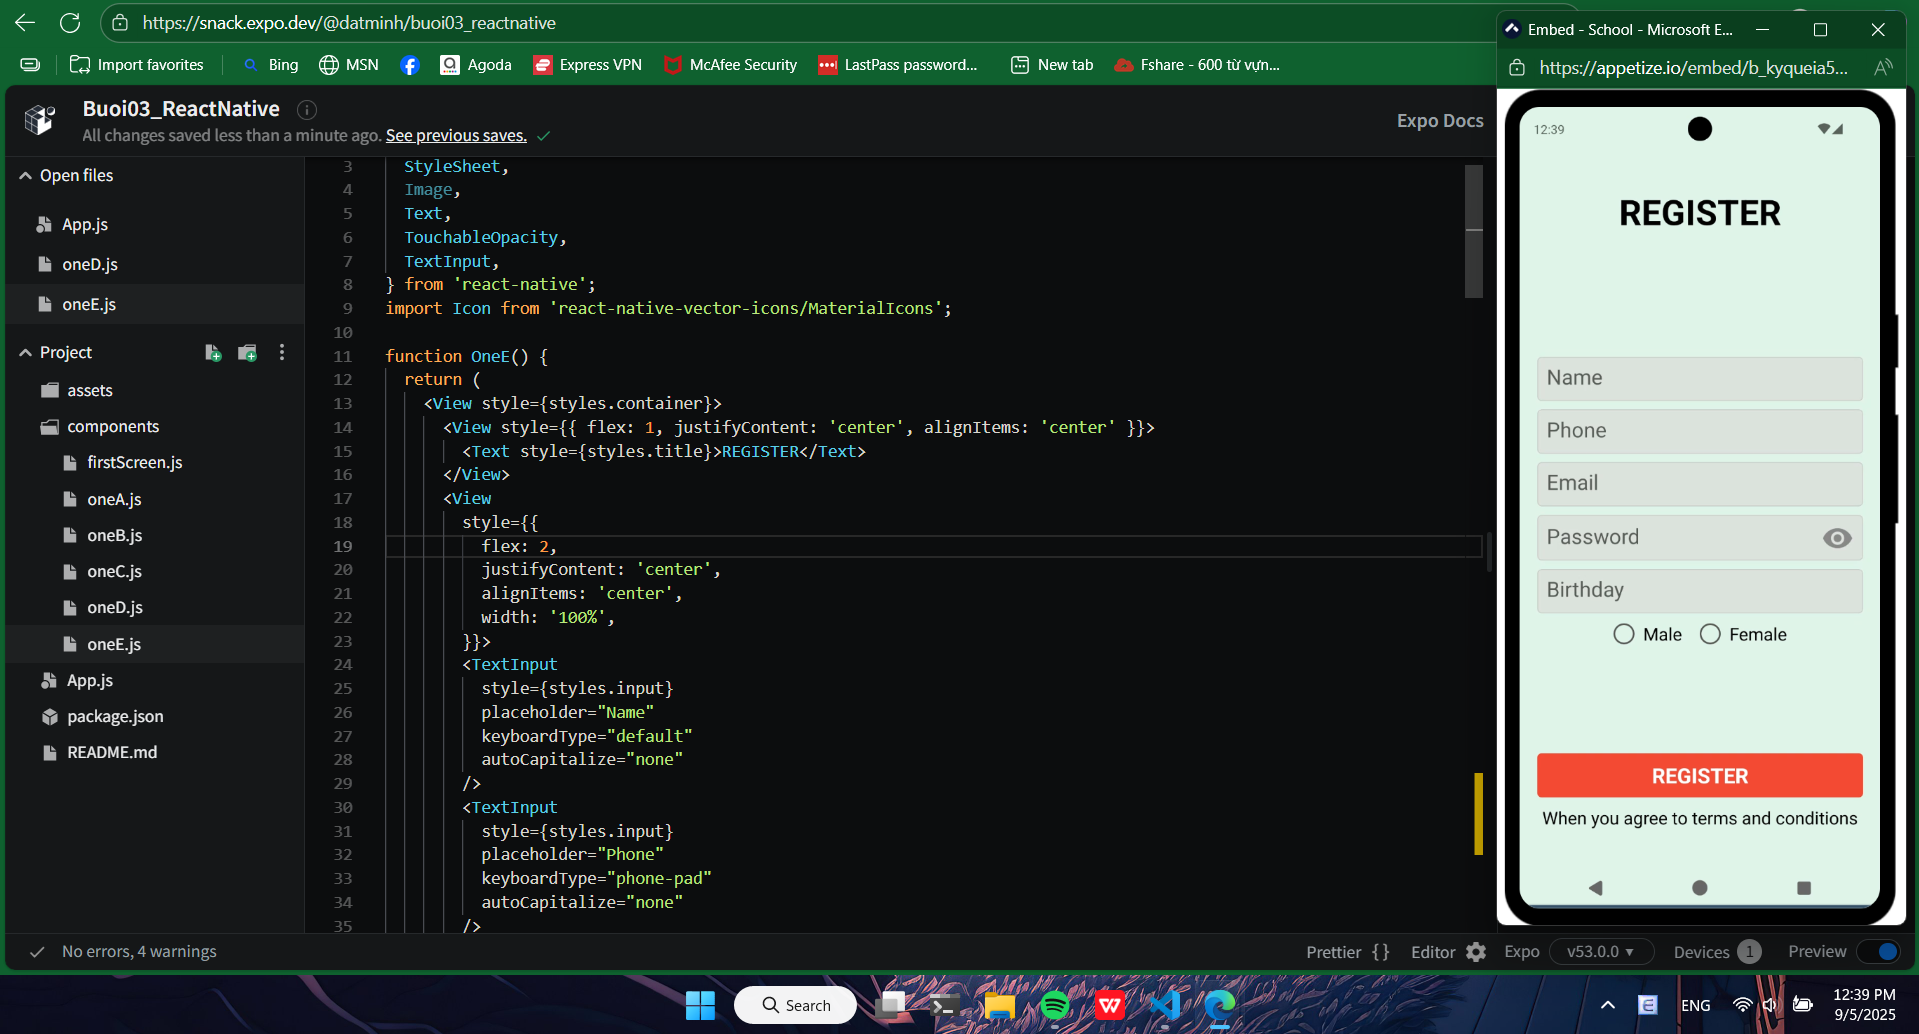 https://snack.expo.dev/@datminh/buoi03_reactnative
Import favorites
Bing
MSN
Agoda
Express VPN
McAfee Security
LastPass password...
New tab
Fshare - 600 từ vựn...
Buoi03_ReactNative
All changes saved less than a minute ago. See previous saves.
Expo Docs
Open files
App.js
oneD.js
oneE.js
Project
assets
components
firstScreen.js
oneA.js
oneB.js
oneC.js
oneD.js
oneE.js
App.js
package.json
README.md
3 StyleSheet,
4 Image,
5 Text,
6 TouchableOpacity,
7 TextInput,
8 } from 'react-native';
9 import Icon from 'react-native-vector-icons/MaterialIcons';
10
11 function OneE() {
12 return (
13 <View style={styles.container}>
14 <View style={{ flex: 1, justifyContent: 'center', alignItems: 'center' }}>
15 <Text style={styles.title}>REGISTER</Text>
16 </View>
17 <View
18 style={{
19 flex: 2,
20 justifyContent: 'center',
21 alignItems: 'center',
22 width: '100%',
23 }}>
24 <TextInput
25 style={styles.input}
26 placeholder="Name"
27 keyboardType="default"
28 autoCapitalize="none"
29 />
30 <TextInput
31 style={styles.input}
32 placeholder="Phone"
33 keyboardType="phone-pad"
34 autoCapitalize="none"
35 />
Embed - School - Microsoft E...
https://appetize.io/embed/b_kyqueia5...
12:39
REGISTER
Name
Phone
Email
Password
Birthday
Male Female
REGISTER
When you agree to terms and conditions
No errors, 4 warnings
Prettier { }
Editor
Expo
v53.0.0
Devices 1
Preview
Search
ENG
12:39 PM
9/5/2025